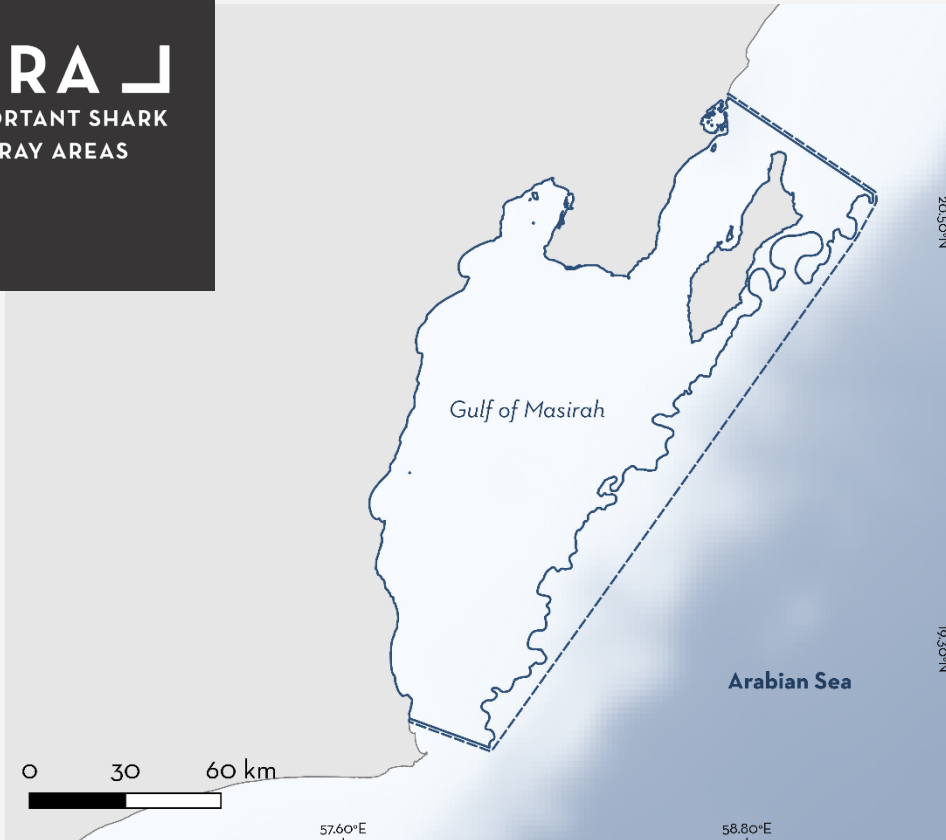 RA
ORTANT SHARK
RAY AREAS
20.50°N
Gulf of Masirah
19.30°N
Arabian Sea
0 30 60 km
57.60°E 58.80°E